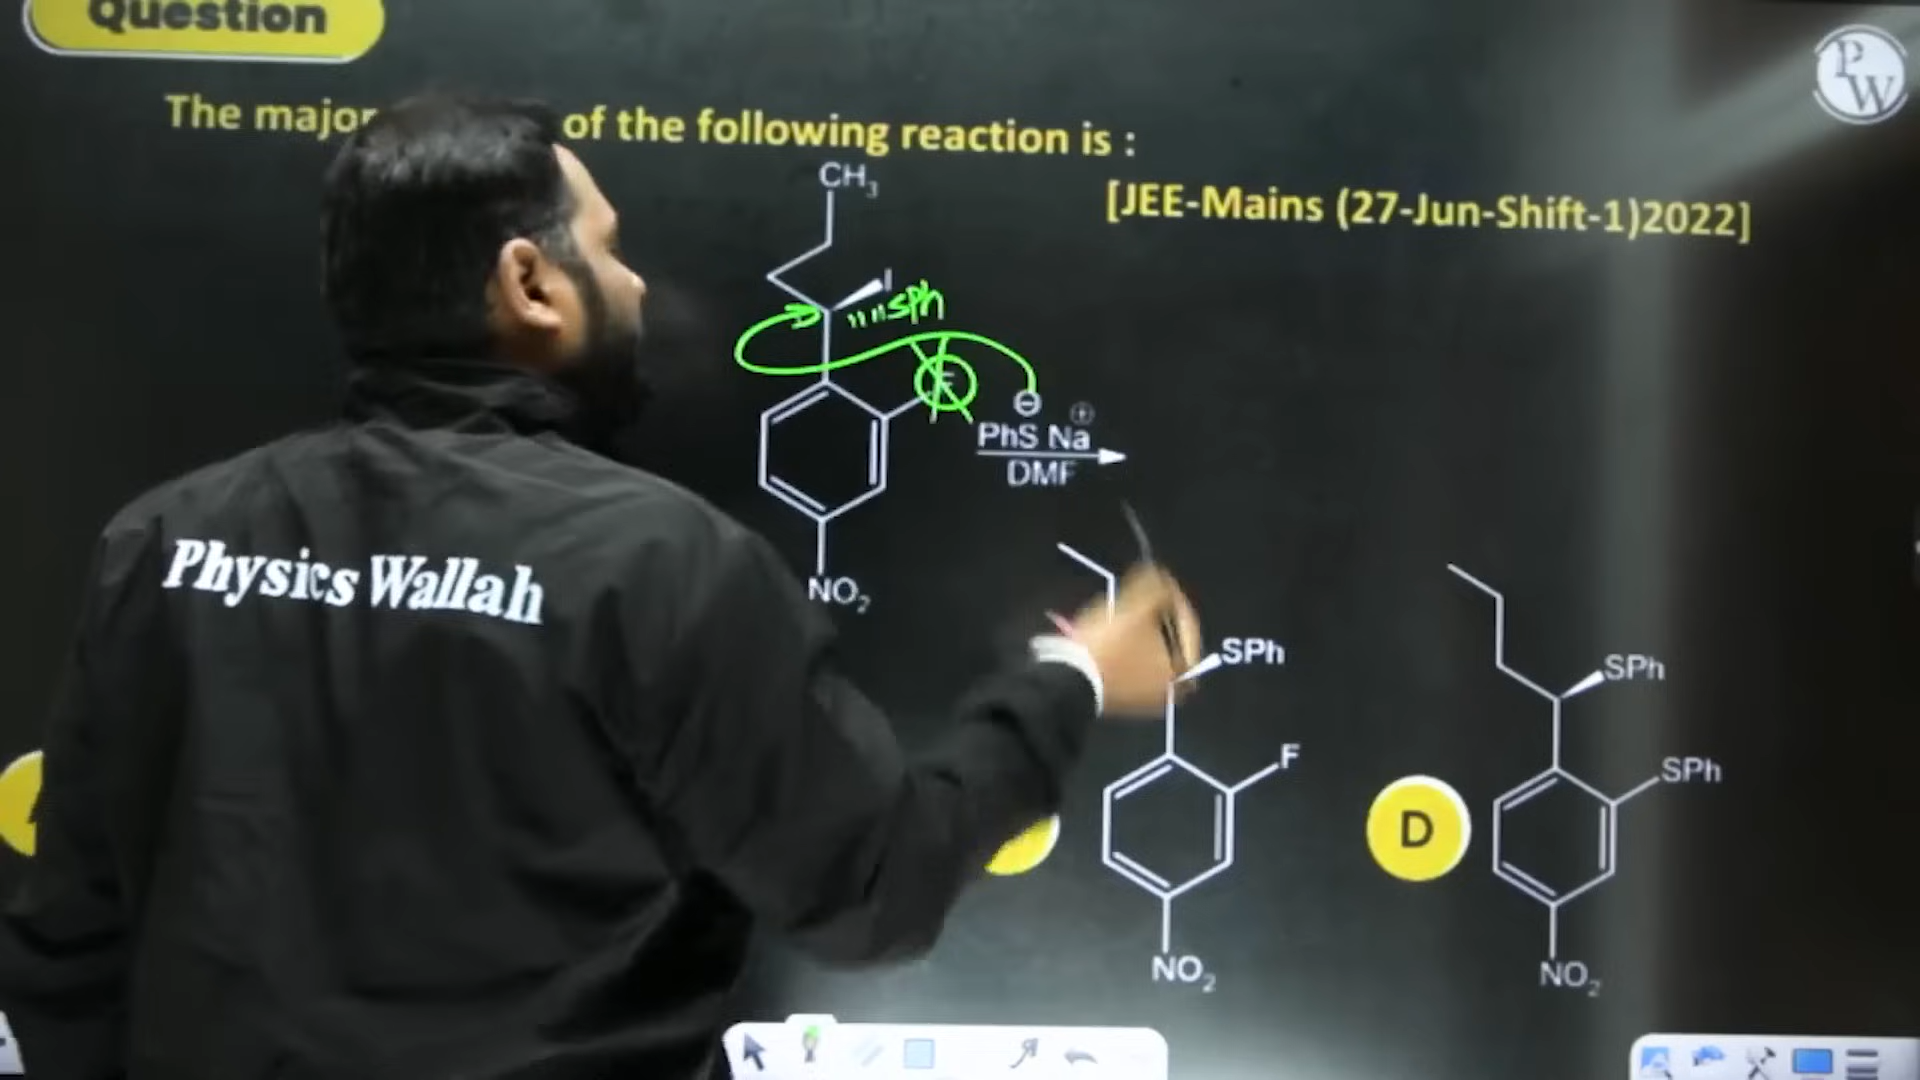 Question
The major of the following reaction is :
PW
[JEE-Mains (27-Jun-Shift-1)2022]
CH3
I
SPh
⊖ ⊕
PhS Na
DMF
NO2
Physics Wallah
SPh
F
NO2
D
SPh
SPh
NO2